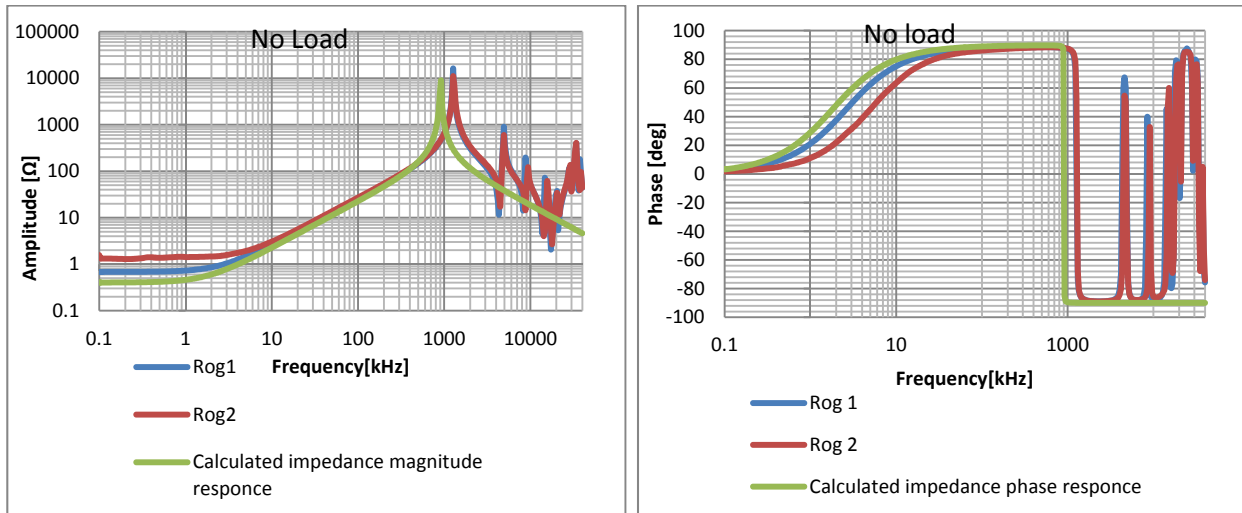 No Load
Amplitude [Ω]
100000
10000
1000
100
10
1
0.1
0.1
1
10
100
1000
10000
Frequency[kHz]
Rog1
Rog2
Calculated impedance magnitude
responce
No load
Phase [deg]
100
80
60
40
20
0
-20
-40
-60
-80
-100
0.1
10
1000
Frequency[kHz]
Rog 1
Rog 2
Calculated impedance phase responce